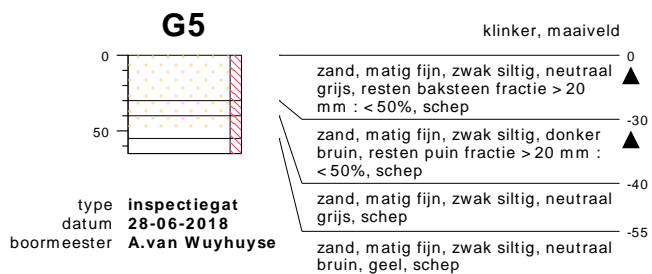 G5
klinker, maaiveld
0
0
zand, matig fijn, zwak siltig, neutraal
grijs, resten baksteen fractie > 20
mm : < 50%, schep
-30
50
zand, matig fijn, zwak siltig, donker
bruin, resten puin fractie > 20 mm :
< 50%, schep
-40
zand, matig fijn, zwak siltig, neutraal
grijs, schep
-55
zand, matig fijn, zwak siltig, neutraal
bruin, geel, schep
type inspectiegat
datum 28-06-2018
boormeester A.van Wuyhuyse